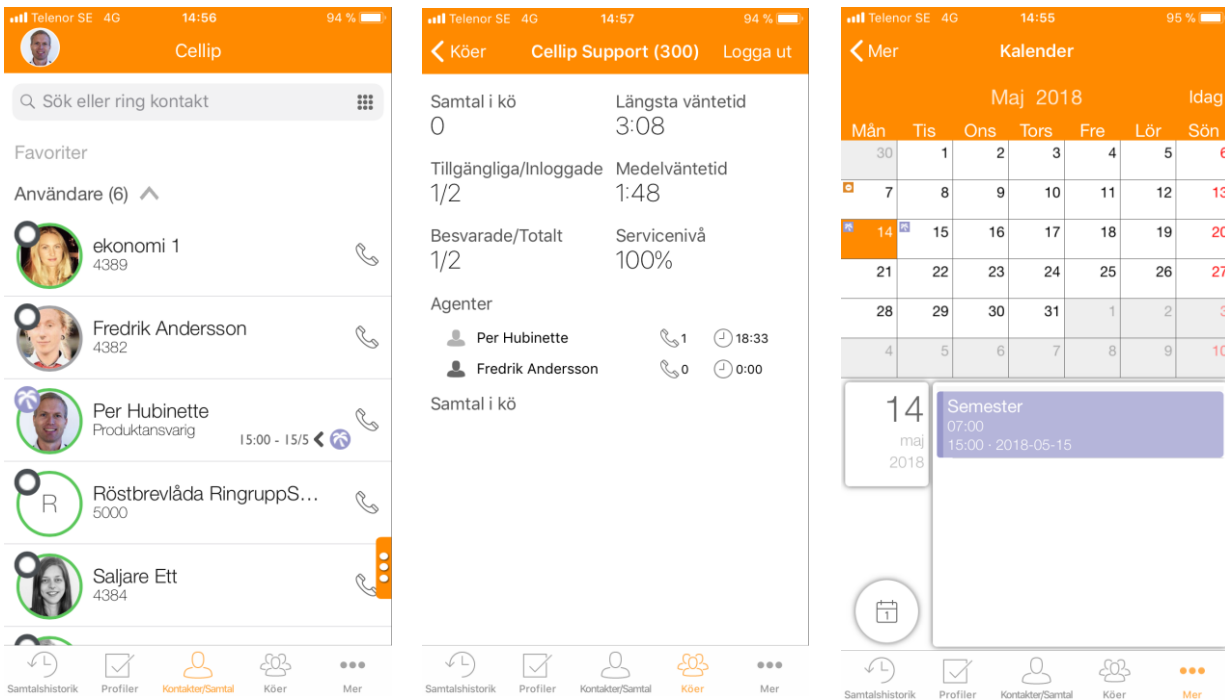 Telenor SE 4G 14:56 94 %
Cellip
Sök eller ring kontakt
Favoriter
Användare (6)
ekonomi 1
4389
Fredrik Andersson
4382
Per Hubinette
Produktansvarig
15:00 - 15/5
R
Röstbrevlåda RingruppS...
5000
Saljare Ett
4384
Samtalshistorik Profiler Kontakter/Samtal Köer Mer
Telenor SE 4G 14:57 94 %
Köer Cellip Support (300) Logga ut
Samtal i kö Längsta väntetid
0 3:08
Tillgängliga/Inloggade Medelväntetid
1/2 1:48
Besvarade/Totalt Servicenivå
1/2 100%
Agenter
Per Hubinette 1 18:33
Fredrik Andersson 0 0:00
Samtal i kö
Samtalshistorik Profiler Kontakter/Samtal Köer Mer
Telenor SE 4G 14:55 95 %
Mer Kalender
Maj 2018 Idag
Mån Tis Ons Tors Fre Lör Sön
30 1 2 3 4 5 6
7 8 9 10 11 12 13
14 15 16 17 18 19 20
21 22 23 24 25 26 27
28 29 30 31 1 2 3
4 5 6 7 8 9 10
14
maj
2018
Semester
07:00
15:00 · 2018-05-15
1
Samtalshistorik Profiler Kontakter/Samtal Köer Mer